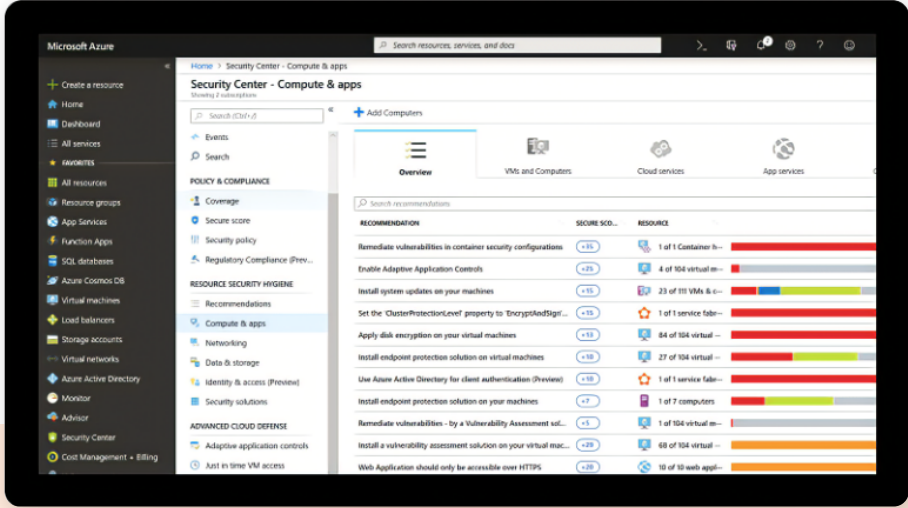 Microsoft Azure
Search resources, services, and docs
2
?
«
Create a resource
Home
Dashboard
All services
FAVORITES
All resources
Resource groups
App Services
Function Apps
SQL databases
Azure Cosmos DB
Virtual machines
Load balancers
Storage accounts
Virtual networks
Azure Active Directory
Monitor
Advisor
Security Center
Cost Management + Billing
Home > Security Center - Compute & apps
Security Center - Compute & apps
Showing 2 subscriptions
Search (Ctrl+/)
«
Events
Search
POLICY & COMPLIANCE
Coverage
Secure score
Security policy
Regulatory Compliance (Prev...
RESOURCE SECURITY HYGIENE
Recommendations
Compute & apps
Networking
Data & storage
Identity & access (Preview)
Security solutions
ADVANCED CLOUD DEFENSE
Adaptive application controls
Just in time VM access
Add Computers
Overview
VMs and Computers
Cloud services
App services
Search recommendations
RECOMMENDATION SECURE SCO... RESOURCE
Remediate vulnerabilities in container security configurations +35 1 of 1 Container h...
Enable Adaptive Application Controls +25 4 of 104 virtual m...
Install system updates on your machines +15 23 of 111 VMs & c...
Set the 'ClusterProtectionLevel' property to 'EncryptAndSign'... +15 1 of 1 service fabr...
Apply disk encryption on your virtual machines +13 84 of 104 virtual ...
Install endpoint protection solution on virtual machines +10 27 of 104 virtual ...
Use Azure Active Directory for client authentication (Preview) +10 1 of 1 service fabr...
Install endpoint protection solution on your machines +7 1 of 7 computers
Remediate vulnerabilities - by a Vulnerability Assessment sol... +5 1 of 104 virtual m...
Install a vulnerability assessment solution on your virtual mac... +29 68 of 104 virtual ...
Web Application should only be accessible over HTTPS +20 10 of 10 web appl...